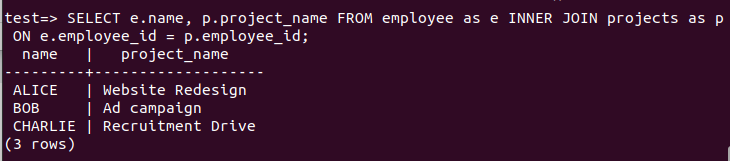 test=> SELECT e.name, p.project_name FROM employee as e INNER JOIN projects as p
 ON e.employee_id = p.employee_id;
  name   |   project_name
---------+-------------------
 ALICE   | Website Redesign
 BOB     | Ad campaign
 CHARLIE | Recruitment Drive
(3 rows)